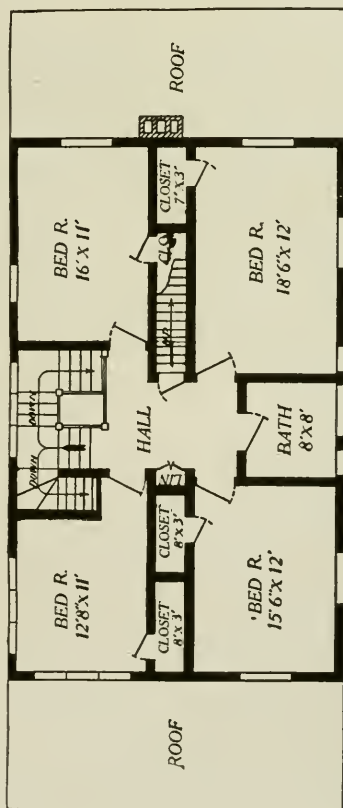 ROOF
BED R.
16' X 11'
CLOSET
7' X 3'
CLO.
BED R.
18'6" X 12'
UP
DOWN
DOWN
HALL
BATH
8' X 8'
LIN.
BED R.
12'8" X 11'
CLOSET
8' X 3'
CLOSET
8' X 3'
BED R.
15'6" X 12'
ROOF